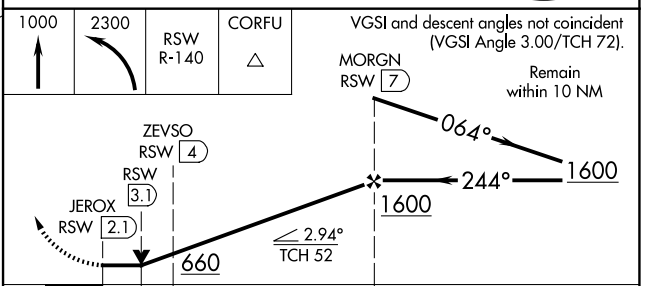 1000
2300
RSW
R-140
CORFU
VGSI and descent angles not coincident
(VGSI Angle 3.00/TCH 72).
MORGN
RSW 7
Remain
within 10 NM
064°
1600
244°
1600
ZEVSO
RSW 4
RSW
3.1
JEROX
RSW 2.1
2.94°
TCH 52
660